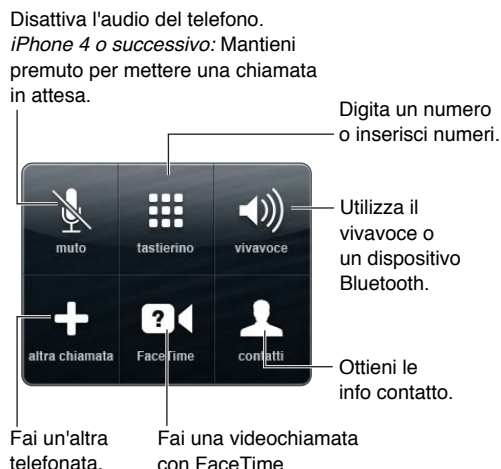 Disattiva l'audio del telefono.
iPhone 4 o successivo: Mantieni
premuto per mettere una chiamata
in attesa.
Digita un numero
o inserisci numeri.
muto
tastierino
vivavoce
Utilizza il
vivavoce o
un dispositivo
Bluetooth.
altra chiamata
FaceTime
contatti
Ottieni le
info contatto.
Fai un'altra
telefonata.
Fai una videochiamata
con FaceTime